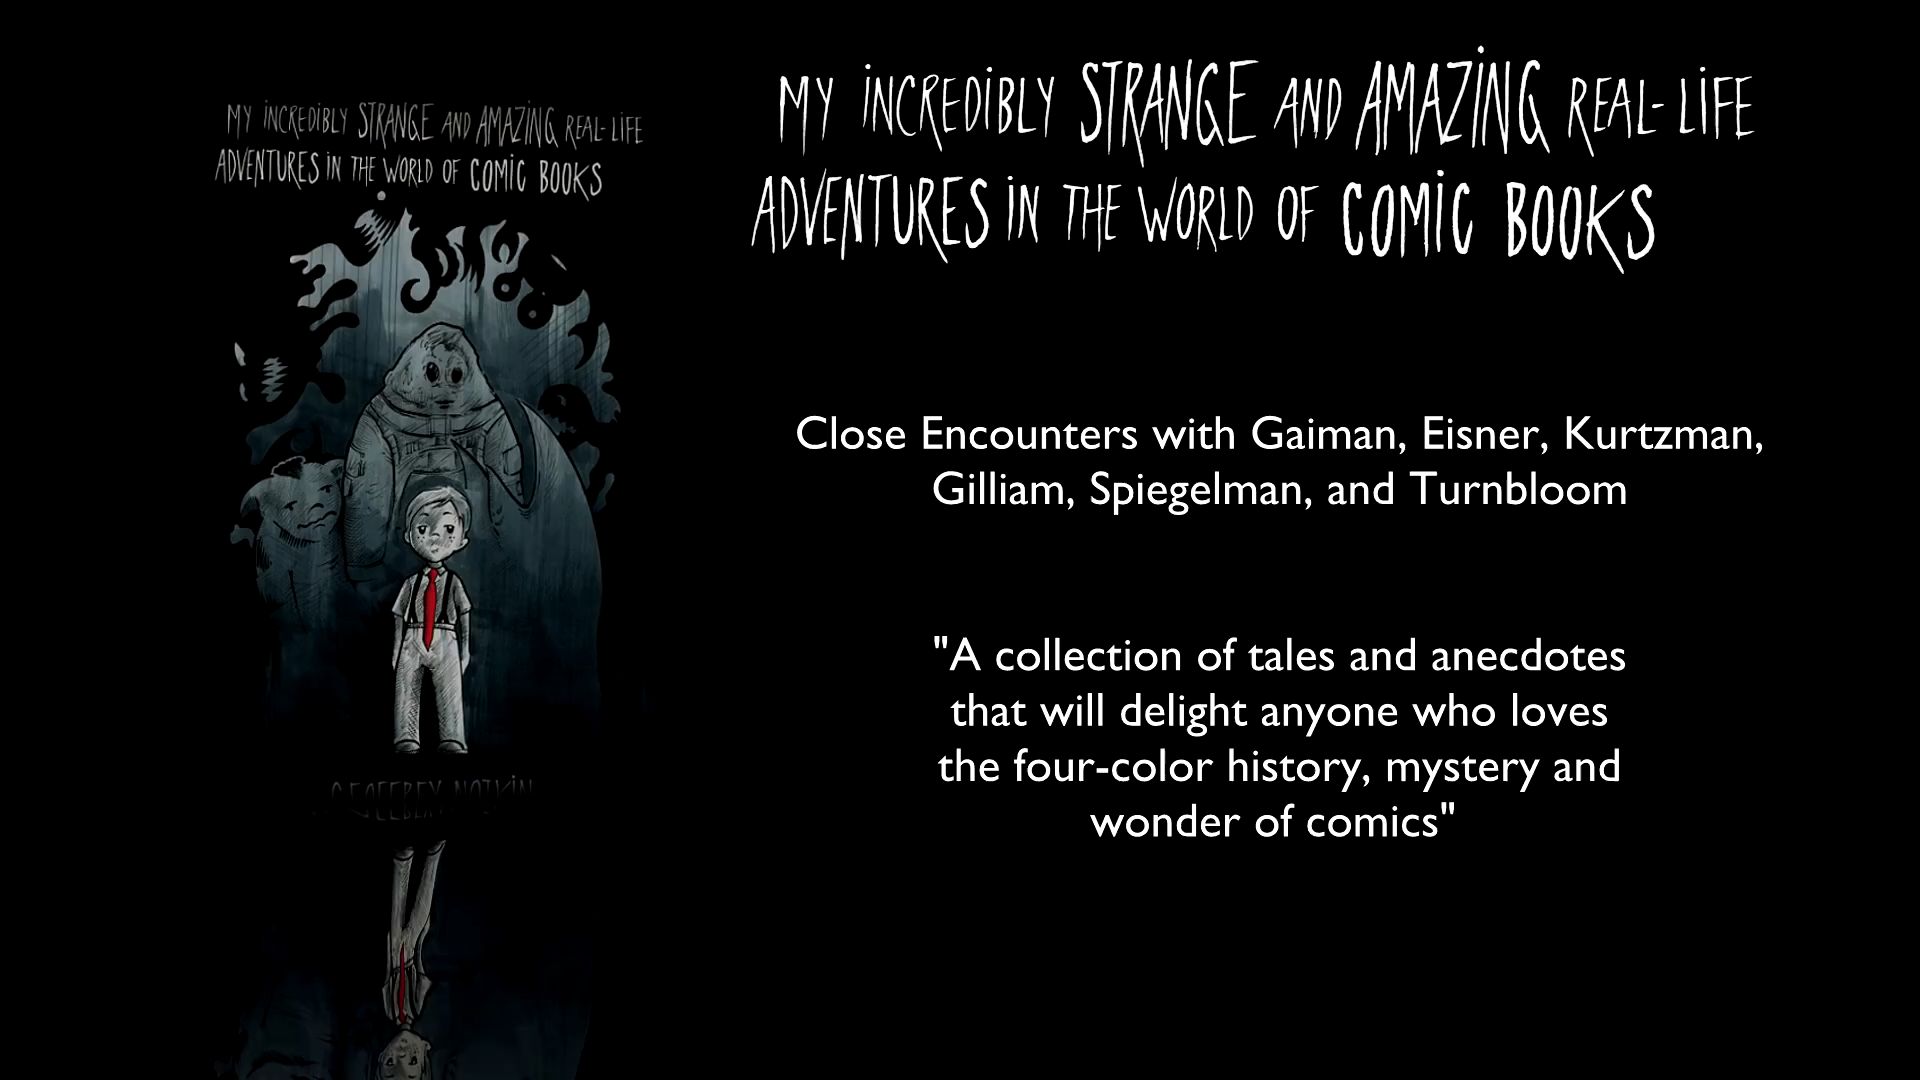 MY iNCREDiBLY STRANGE AND AMAZiNG REAL-LiFE
ADVENTURES iN THE WORLD OF COMiC BOOKS
GEOFFREY NOTKiN
MY iNCREDiBLY STRANGE AND AMAZiNG REAL-LiFE
ADVENTURES iN THE WORLD OF COMiC BOOKS
Close Encounters with Gaiman, Eisner, Kurtzman,
Gilliam, Spiegelman, and Turnbloom
"A collection of tales and anecdotes
that will delight anyone who loves
the four-color history, mystery and
wonder of comics"